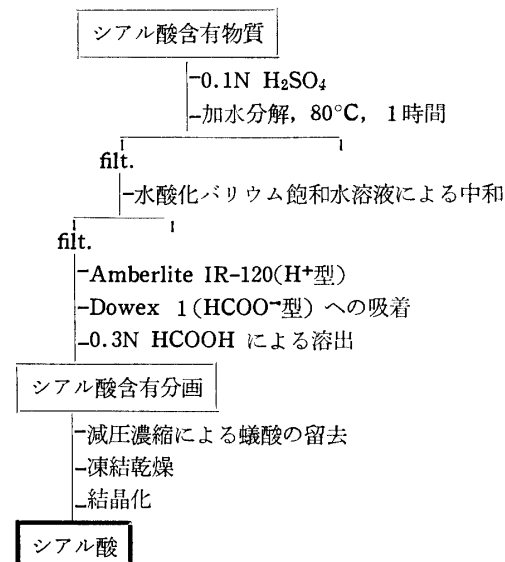 シアル酸含有物質
0.1N H₂SO₄
加水分解，80°C， 1時間
filt.
水酸化バリウム飽和水溶液による中和
filt.
Amberlite IR-120(H⁺型)
Dowex 1(HCOO⁻型) への吸着
0.3N HCOOH による溶出
シアル酸含有分画
減圧濃縮による蟻酸の留去
凍結乾燥
結晶化
シアル酸